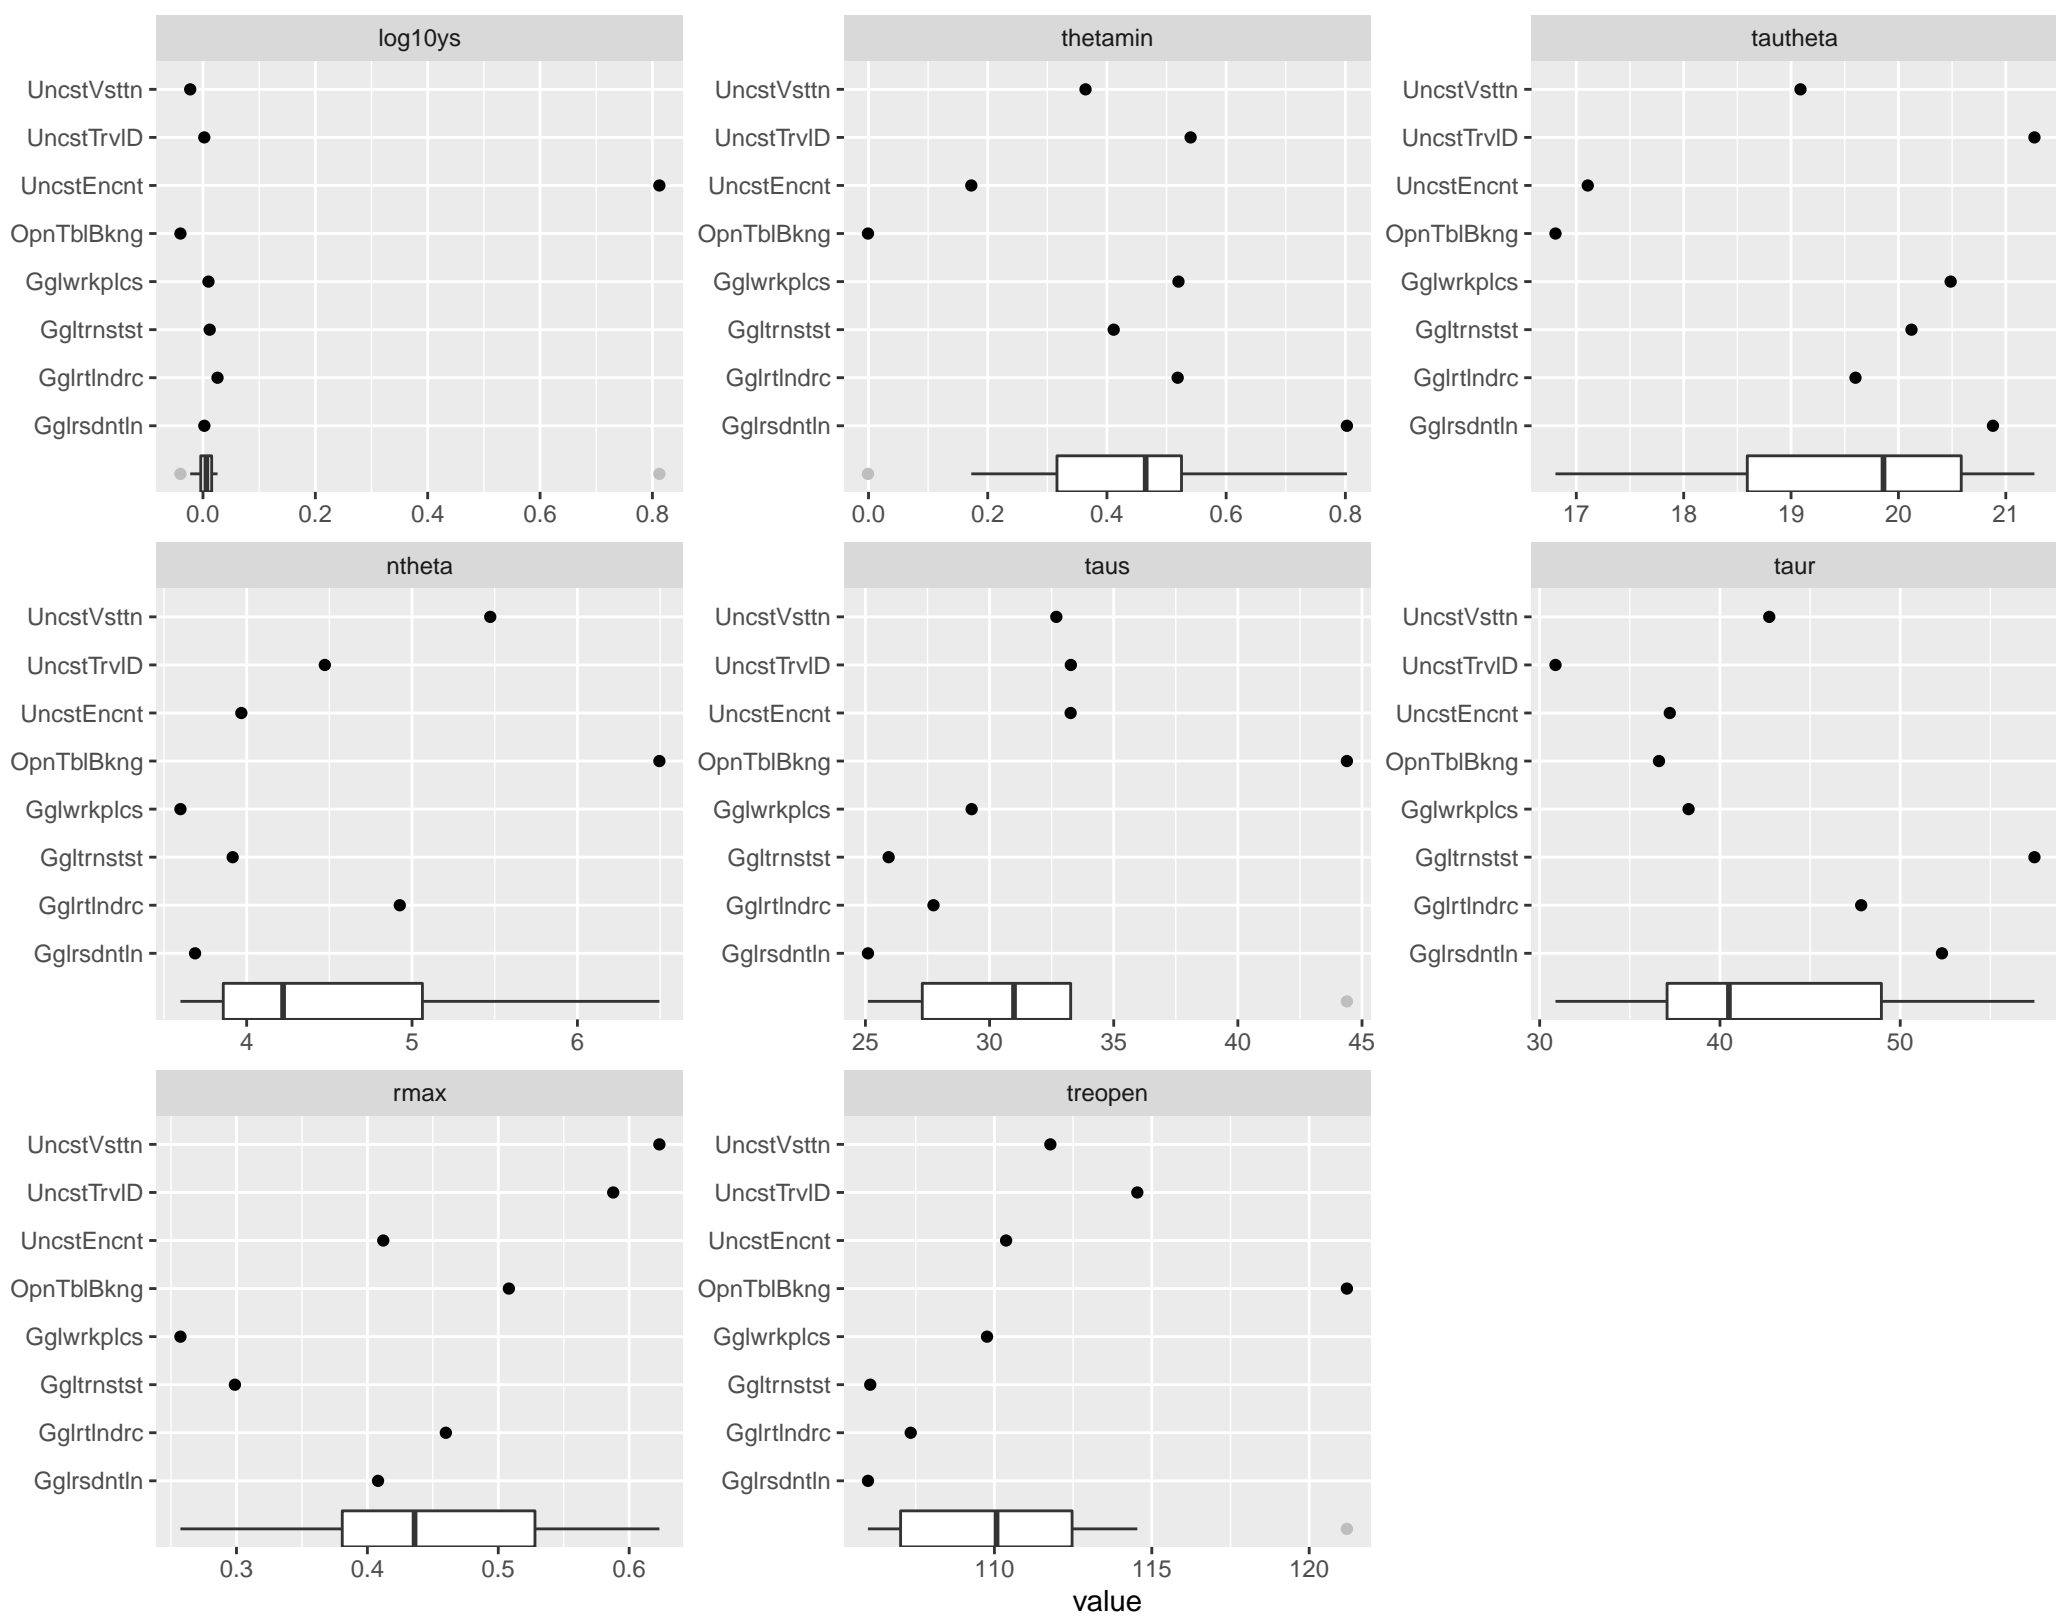 log10ys
thetamin
tautheta
UncstVsttn
UncstTrvlD
UncstEncnt
OpnTblBkng
Gglwrkplcs
Ggltrnstst
Gglrtlndrc
Gglrsdntln
0.0 0.2 0.4 0.6 0.8
UncstVsttn
UncstTrvlD
UncstEncnt
OpnTblBkng
Gglwrkplcs
Ggltrnstst
Gglrtlndrc
Gglrsdntln
0.0 0.2 0.4 0.6 0.8
UncstVsttn
UncstTrvlD
UncstEncnt
OpnTblBkng
Gglwrkplcs
Ggltrnstst
Gglrtlndrc
Gglrsdntln
17 18 19 20 21
ntheta
taus
taur
UncstVsttn
UncstTrvlD
UncstEncnt
OpnTblBkng
Gglwrkplcs
Ggltrnstst
Gglrtlndrc
Gglrsdntln
4 5 6
UncstVsttn
UncstTrvlD
UncstEncnt
OpnTblBkng
Gglwrkplcs
Ggltrnstst
Gglrtlndrc
Gglrsdntln
25 30 35 40 45
UncstVsttn
UncstTrvlD
UncstEncnt
OpnTblBkng
Gglwrkplcs
Ggltrnstst
Gglrtlndrc
Gglrsdntln
30 40 50
rmax
treopen
UncstVsttn
UncstTrvlD
UncstEncnt
OpnTblBkng
Gglwrkplcs
Ggltrnstst
Gglrtlndrc
Gglrsdntln
0.3 0.4 0.5 0.6
UncstVsttn
UncstTrvlD
UncstEncnt
OpnTblBkng
Gglwrkplcs
Ggltrnstst
Gglrtlndrc
Gglrsdntln
110 115 120
value